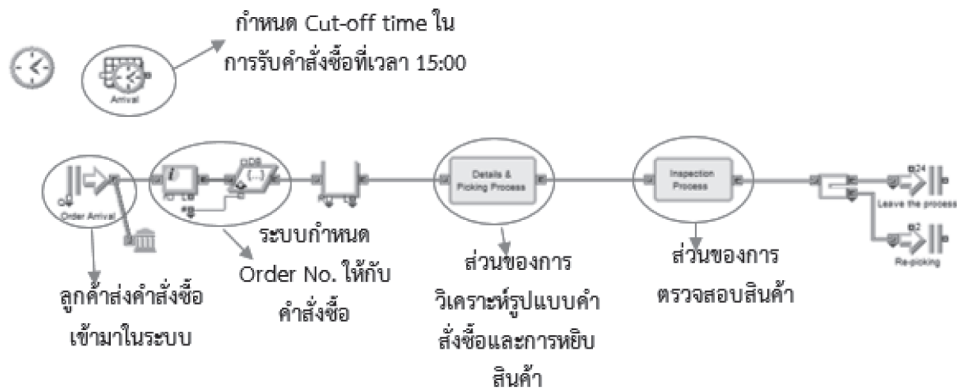 กำหนด Cut-off time ใน
การรับคำสั่งซื้อที่เวลา 15:00
Arrival
Order Arrival
DB
Details &
Picking Process
Inspection
Process
24
Leave the process
2
Re-picking
ลูกค้าส่งคำสั่งซื้อ
เข้ามาในระบบ
ระบบกำหนด
Order No. ให้กับ
คำสั่งซื้อ
ส่วนของการ
วิเคราะห์รูปแบบคำ
สั่งซื้อและการหยิบ
สินค้า
ส่วนของการ
ตรวจสอบสินค้า